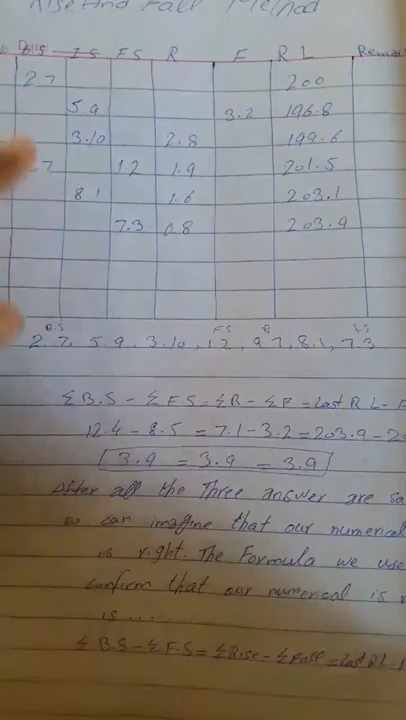 Rise And Fall Method
B.S I.S F.S R F R L Remar
2.7 200
5.9 3.2 196.8
3.10 2.8 199.6
7 1.2 1.9 201.5
8.1 1.6 203.1
7.3 0.8 203.9
B.S F.S B F.S
2.7, 5.9, 3.10, 1.2, 9.7, 8.1, 7.3
ΣB.S - ΣF.S = ΣR - ΣF = Last R.L - F
12.4 - 8.5 = 7.1 - 3.2 = 203.9 - 20
3.9 = 3.9 = 3.9
After all the Three answer are sa
so can imagine that our numerical
is right. The Formula we use
confirm that our numerical is r
is .....
ΣB.S - ΣF.S = ΣRise - ΣFall = Last RL -